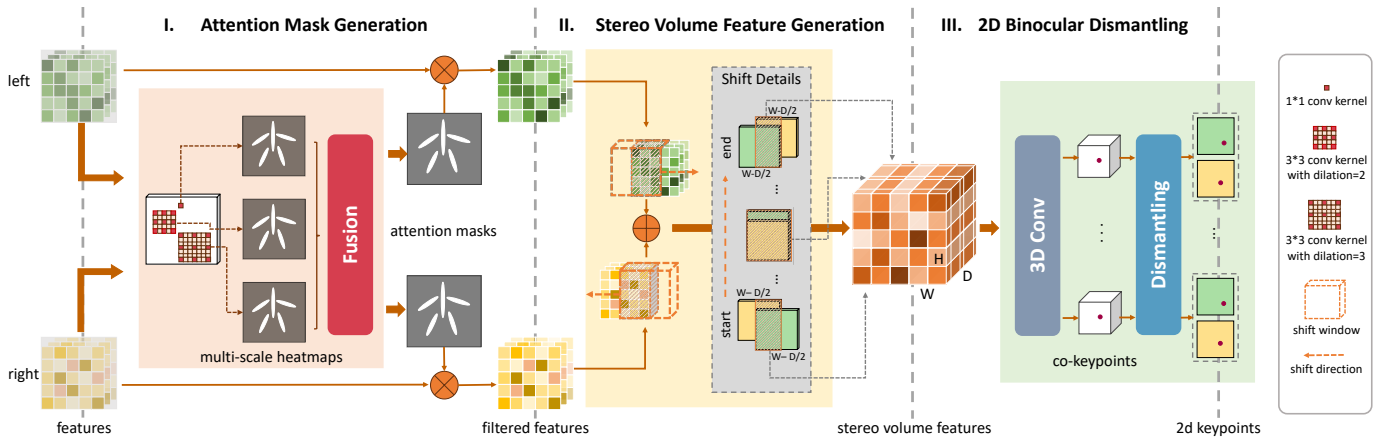 I. Attention Mask Generation
II. Stereo Volume Feature Generation
III. 2D Binocular Dismantling
left
right
features
multi-scale heatmaps
Fusion
attention masks
filtered features
Shift Details
W-D/2
end
W-D/2
...
...
W– D/2
start
W– D/2
H
W
D
stereo volume features
3D Conv
...
co-keypoints
Dismantling
...
2d keypoints
1*1 conv kernel
3*3 conv kernel
with dilation=2
3*3 conv kernel
with dilation=3
shift window
shift direction